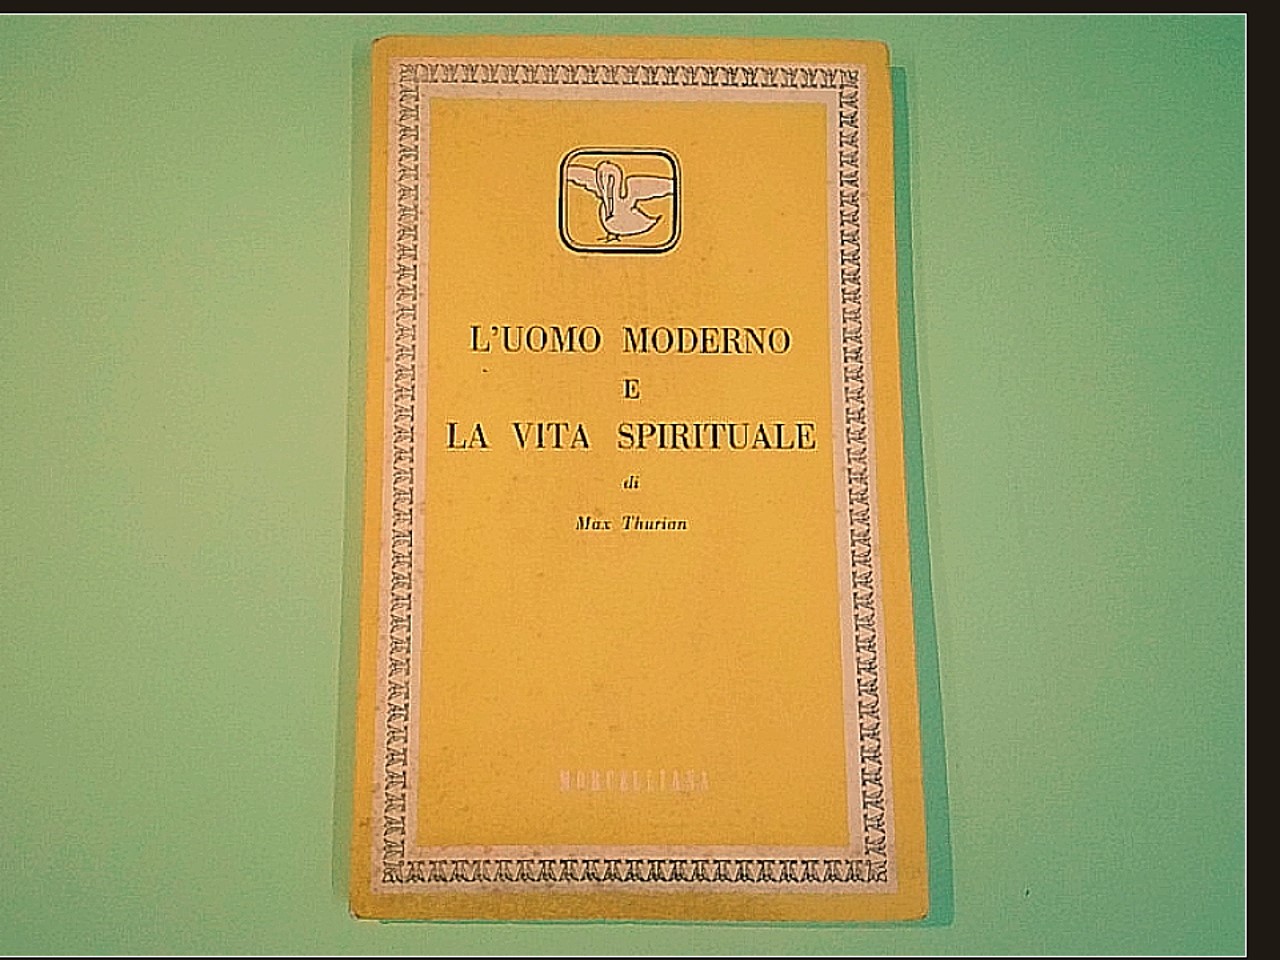 L'UOMO MODERNO
E
LA VITA SPIRITUALE
di
Max Thurian
MORCELLIANA